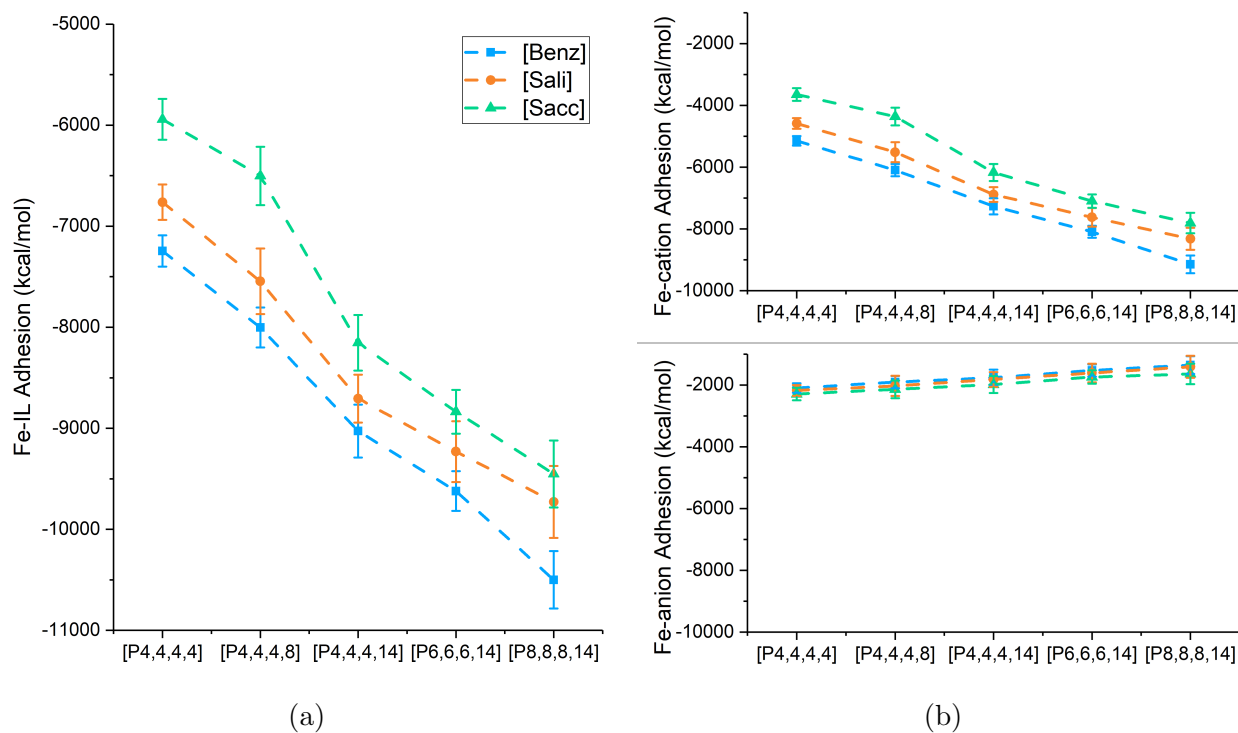 -5000
-6000
-7000
-8000
-9000
-10000
-11000
Fe-IL Adhesion (kcal/mol)
[Benz]
[Sali]
[Sacc]
[P4,4,4,4] [P4,4,4,8] [P4,4,4,14] [P6,6,6,14] [P8,8,8,14]
(a)
-2000
-4000
-6000
-8000
-10000
Fe-cation Adhesion (kcal/mol)
[P4,4,4,4] [P4,4,4,8] [P4,4,4,14] [P6,6,6,14] [P8,8,8,14]
-2000
-4000
-6000
-8000
-10000
Fe-anion Adhesion (kcal/mol)
[P4,4,4,4] [P4,4,4,8] [P4,4,4,14] [P6,6,6,14] [P8,8,8,14]
(b)